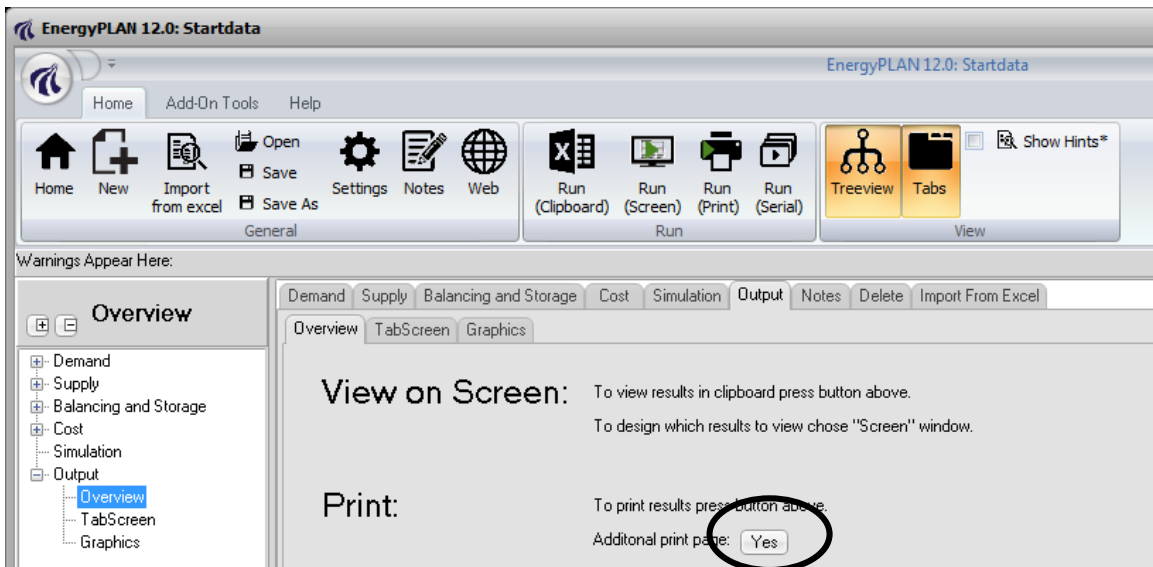 EnergyPLAN 12.0: Startdata
EnergyPLAN 12.0: Startdata
Home Add-On Tools Help
Home
New
Import
from excel
Open
Save
Save As
Settings
Notes
Web
General
Run
(Clipboard)
Run
(Screen)
Run
(Print)
Run
(Serial)
Run
Treeview
Tabs
Show Hints*
View
Warnings Appear Here:
Overview
Demand
Supply
Balancing and Storage
Cost
Simulation
Output
Overview
TabScreen
Graphics
Demand Supply Balancing and Storage Cost Simulation Output Notes Delete Import From Excel
Overview TabScreen Graphics
View on Screen:
To view results in clipboard press button above.
To design which results to view chose "Screen" window.
Print:
To print results press button above.
Additonal print page: Yes